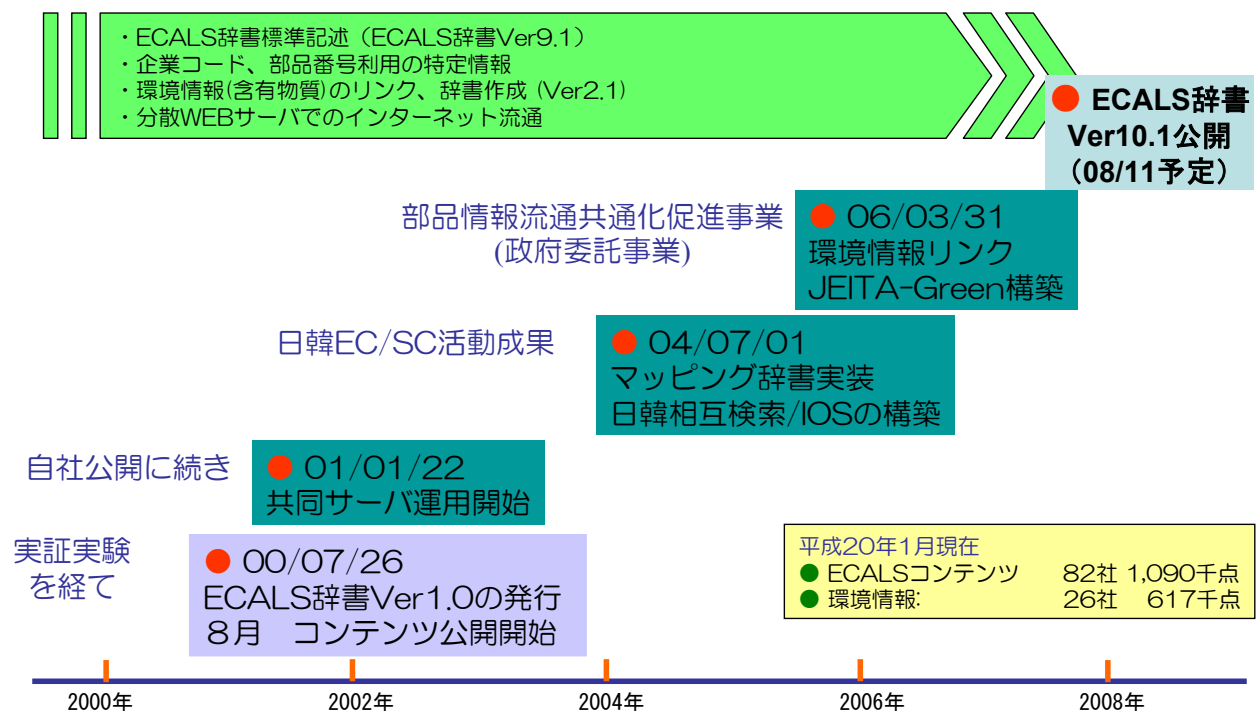 ・ECALS辞書標準記述（ECALS辞書Ver9.1）
・企業コード、部品番号利用の特定情報
・環境情報(含有物質)のリンク、辞書作成 (Ver2.1)
・分散WEBサーバでのインターネット流通
● ECALS辞書
Ver10.1公開
（08/11予定）
部品情報流通共通化促進事業
(政府委託事業)
● 06/03/31
環境情報リンク
JEITA-Green構築
日韓EC/SC活動成果
● 04/07/01
マッピング辞書実装
日韓相互検索/IOSの構築
自社公開に続き
● 01/01/22
共同サーバ運用開始
実証実験
を経て
● 00/07/26
ECALS辞書Ver1.0の発行
８月　コンテンツ公開開始
平成20年1月現在
● ECALSコンテンツ 82社 1,090千点
● 環境情報: 26社 617千点
2000年 2002年 2004年 2006年 2008年